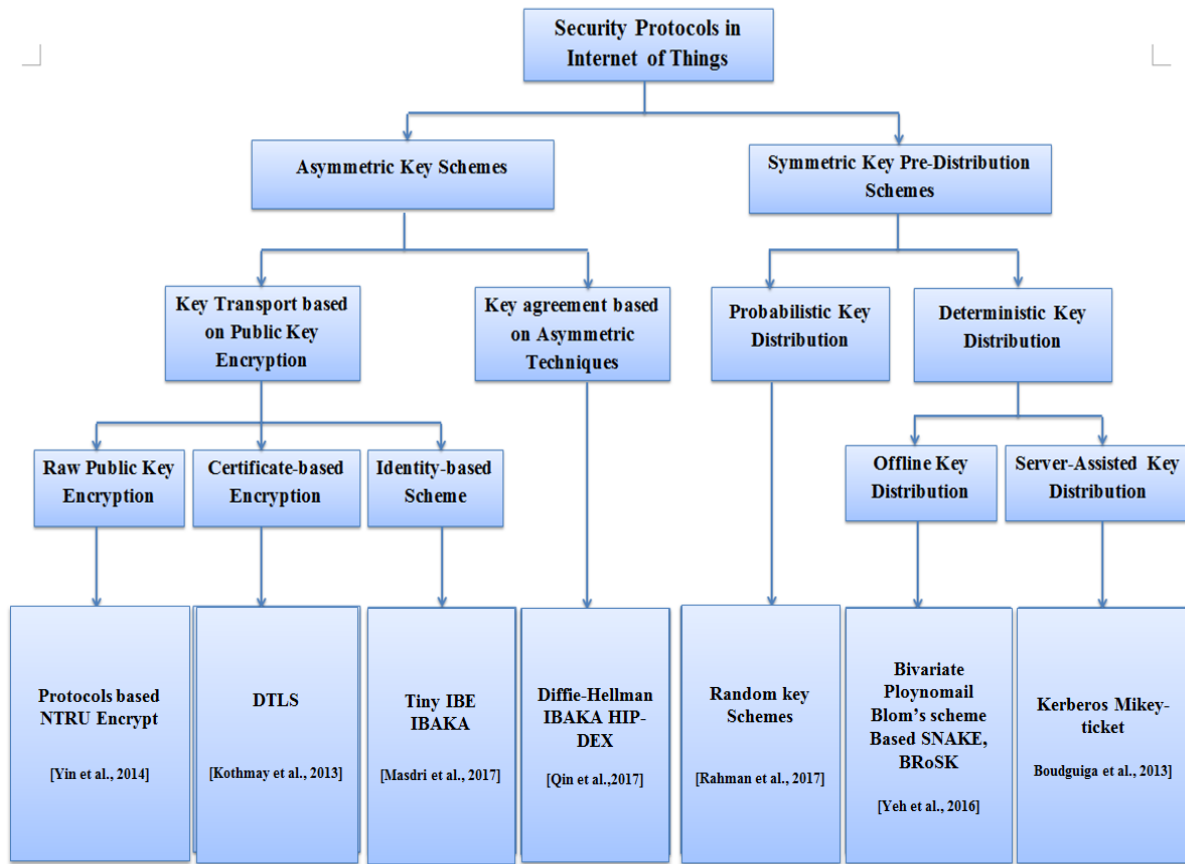 Security Protocols in
Internet of Things
Asymmetric Key Schemes
Symmetric Key Pre-Distribution
Schemes
Key Transport based
on Public Key
Encryption
Key agreement based
on Asymmetric
Techniques
Probabilistic Key
Distribution
Deterministic Key
Distribution
Raw Public Key
Encryption
Certificate-based
Encryption
Identity-based
Scheme
Offline Key
Distribution
Server-Assisted Key
Distribution
Protocols based
NTRU Encrypt
[Yin et al., 2014]
DTLS
[Kothmay et al., 2013]
Tiny IBE
IBAKA
[Masdri et al., 2017]
Diffie-Hellman
IBAKA HIP-
DEX
[Qin et al.,2017]
Random key
Schemes
[Rahman et al., 2017]
Bivariate
Ploynomail
Blom’s scheme
Based SNAKE,
BRoSK
[Yeh et al., 2016]
Kerberos Mikey-
ticket
Boudguiga et al., 2013]